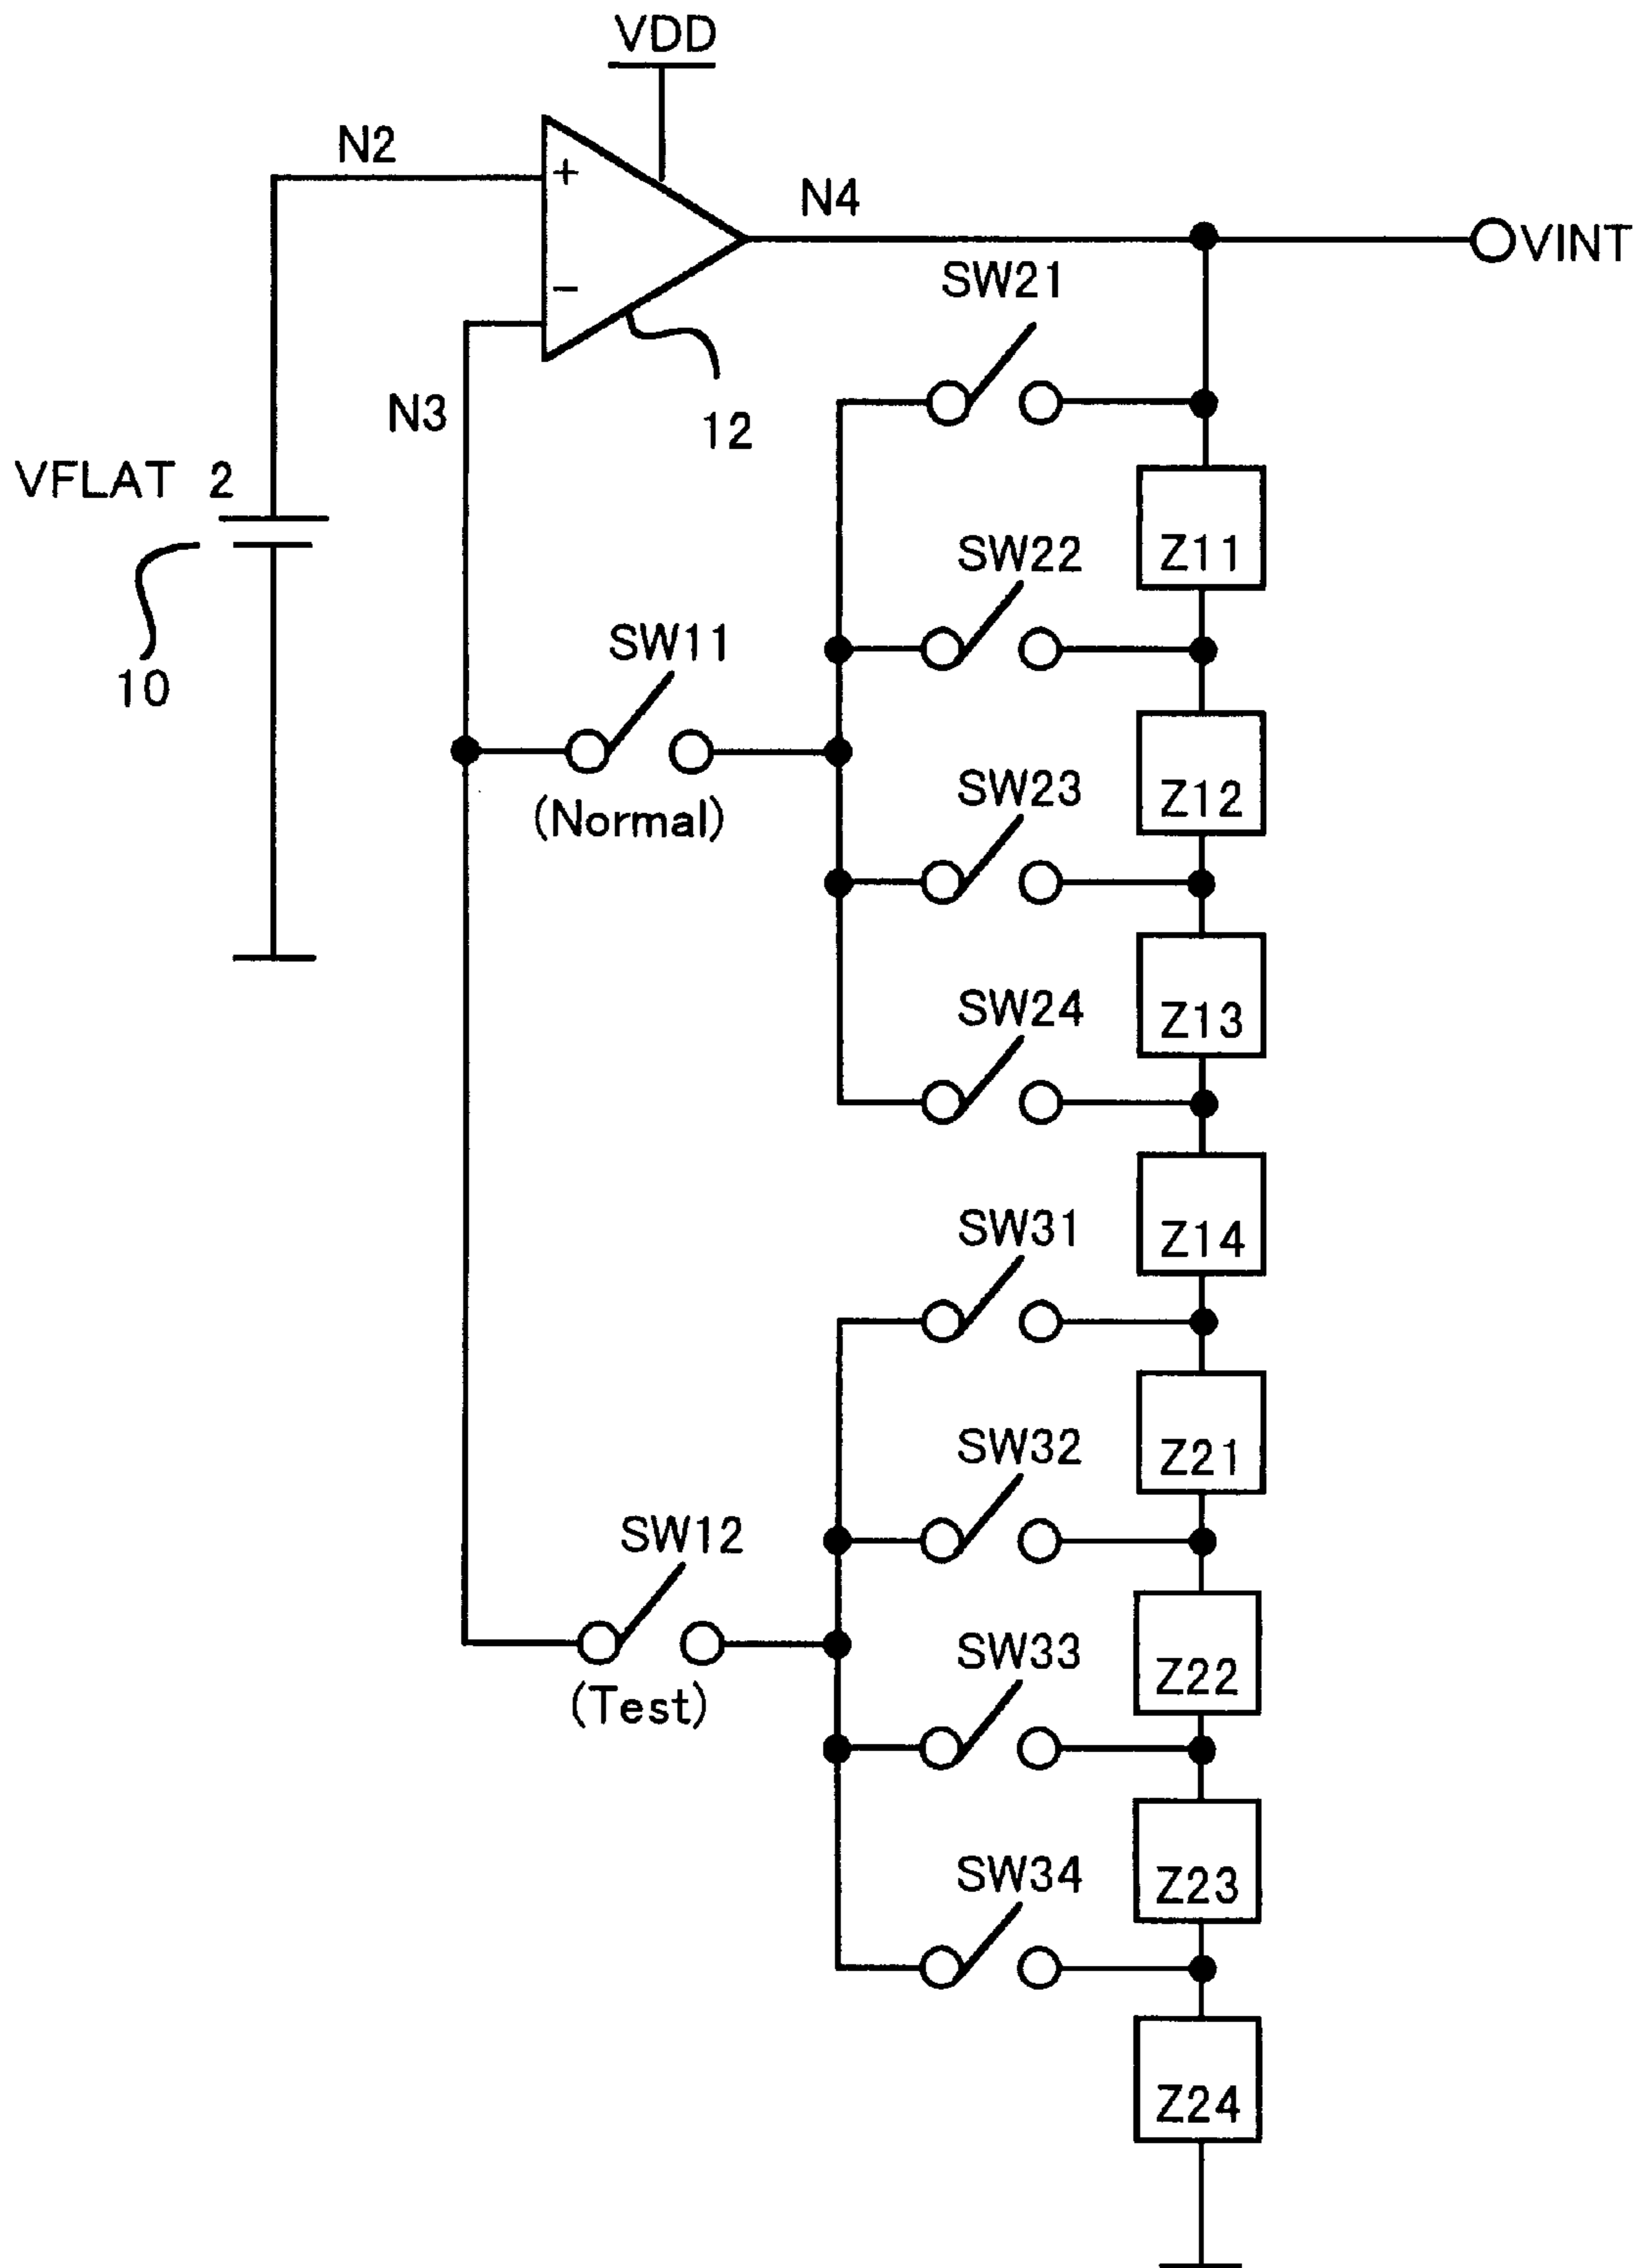 VDD
N2
+
N4
VINT
−
SW21
N3
12
VFLAT 2
Z11
SW22
SW11
10
Z12
SW23
(Normal)
SW24
Z13
SW31
Z14
SW32
Z21
SW12
SW33
Z22
(Test)
SW34
Z23
Z24